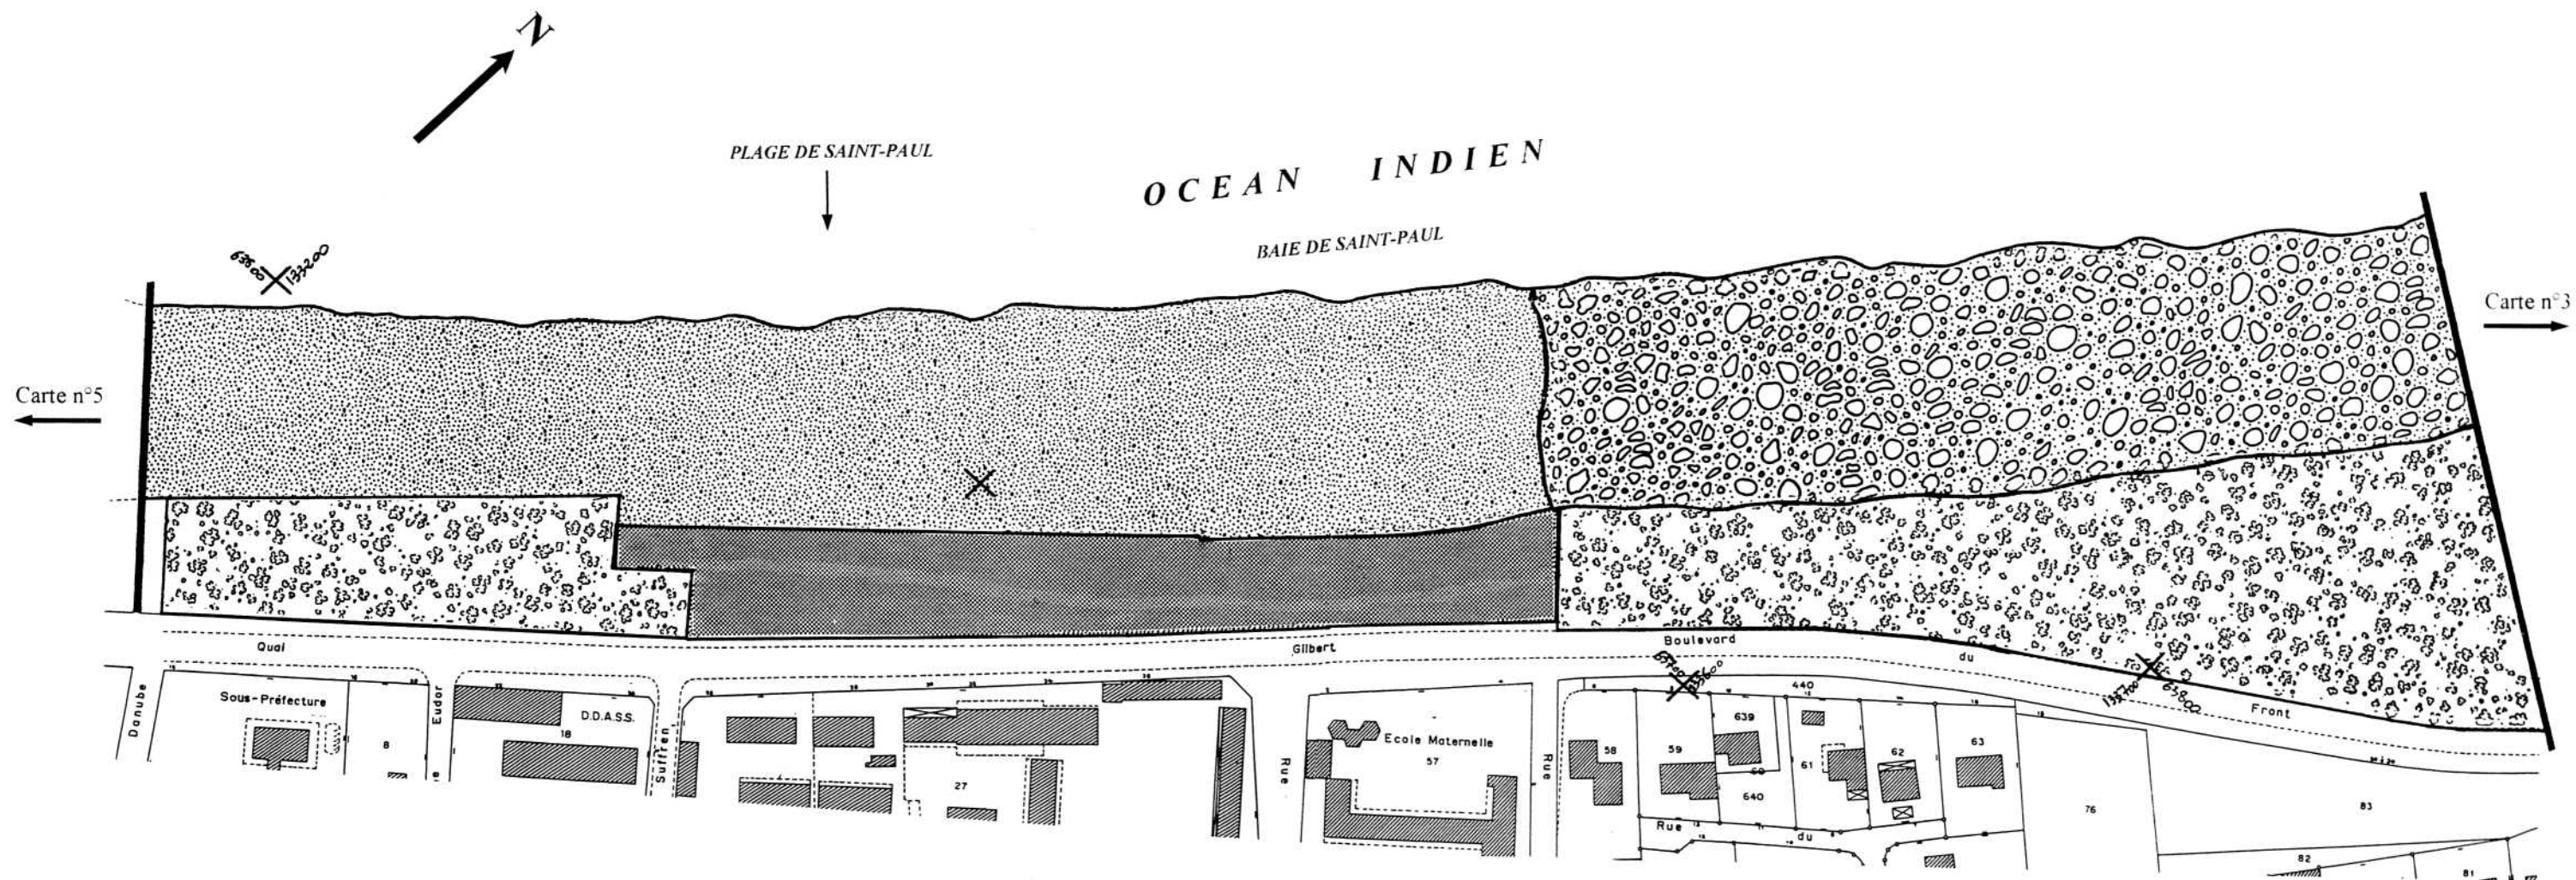 N
PLAGE DE SAINT-PAUL
OCEAN INDIEN
BAIE DE SAINT-PAUL
133200
Carte n°3
Carte n°5
Quai
Gilbert
Boulevard
du
Front
Danube
Sous-Préfecture
8
Eudor
D.D.A.S.S.
18
Suffren
27
Rue
Ecole Maternelle
57
Rue
58
59
639
60
640
440
61
62
63
76
83
82
81
Rue
du